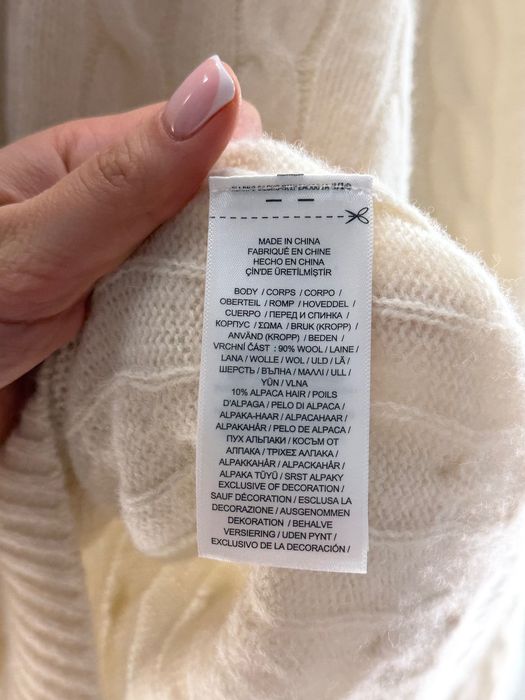 MADE IN CHINA
FABRIQUÉ EN CHINE
HECHO EN CHINA
ÇİN'DE ÜRETİLMİŞTİR
BODY / CORPS / CORPO /
OBERTEIL / ROMP / HOVEDDEL /
CUERPO / ПЕРЕД И СПИНКА /
КОРПУС / ΣΩΜΑ / BRUK (KROPP) /
ANVÄND (KROPP) / BEDEN /
VRCHNÍ ČÁST : 90% WOOL / LAINE /
LANA / WOLLE / WOL / ULD / LÃ /
ШЕРСТЬ / ВЪЛНА / ΜΑΛΛΙ / ULL /
YÜN / VLNA
10% ALPACA HAIR / POILS
D'ALPAGA / PELO DI ALPACA /
ALPAKA-HAAR / ALPACAHAAR /
ALPAKAHÅR / PELO DE ALPACA /
ПУХ АЛЬПАКИ / КОСЪМ ОТ
АЛПАКА / ΤΡΙΧΕΣ ΑΛΠΑΚΑ /
ALPAKKAHÅR / ALPACKAHÅR /
ALPAKA TÜYÜ / SRST ALPAKY
EXCLUSIVE OF DECORATION /
SAUF DÉCORATION / ESCLUSA LA
DECORAZIONE / AUSGENOMMEN
DEKORATION / BEHALVE
VERSIERING / UDEN PYNT /
EXCLUSIVO DE LA DECORACIÓN /